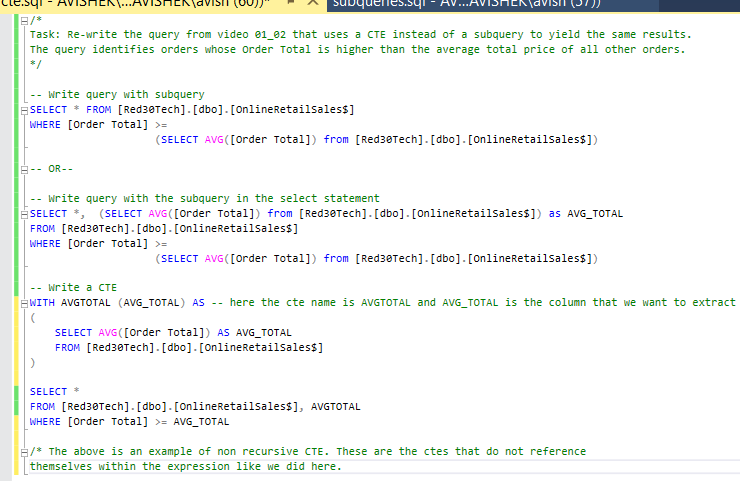 cte.sql - AVISHEK\...AVISHEK\avish (60))* subqueries.sql - AV...AVISHEK\avish (57))
/*
Task: Re-write the query from video 01_02 that uses a CTE instead of a subquery to yield the same results.
The query identifies orders whose Order Total is higher than the average total price of all other orders.
*/
-- Write query with subquery
SELECT * FROM [Red30Tech].[dbo].[OnlineRetailSales$]
WHERE [Order Total] >=
(SELECT AVG([Order Total]) from [Red30Tech].[dbo].[OnlineRetailSales$])
-- OR--
-- Write query with the subquery in the select statement
SELECT *, (SELECT AVG([Order Total]) from [Red30Tech].[dbo].[OnlineRetailSales$]) as AVG_TOTAL
FROM [Red30Tech].[dbo].[OnlineRetailSales$]
WHERE [Order Total] >=
(SELECT AVG([Order Total]) from [Red30Tech].[dbo].[OnlineRetailSales$])
-- Write a CTE
WITH AVGTOTAL (AVG_TOTAL) AS -- here the cte name is AVGTOTAL and AVG_TOTAL is the column that we want to extract
(
SELECT AVG([Order Total]) AS AVG_TOTAL
FROM [Red30Tech].[dbo].[OnlineRetailSales$]
)
SELECT *
FROM [Red30Tech].[dbo].[OnlineRetailSales$], AVGTOTAL
WHERE [Order Total] >= AVG_TOTAL
/* The above is an example of non recursive CTE. These are the ctes that do not reference
themselves within the expression like we did here.